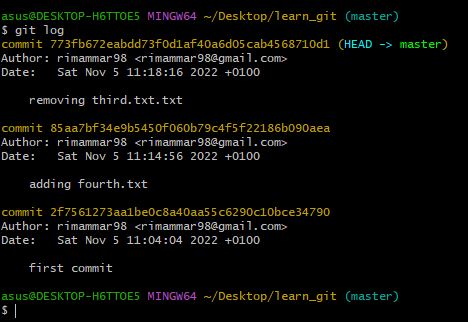 asus@DESKTOP-H6TTOE5 MINGW64 ~/Desktop/learn_git (master)
$ git log
commit 773fb672eabdd73f0d1af40a6d05cab4568710d1 (HEAD -> master)
Author: rimammar98 <rimammar98@gmail.com>
Date:   Sat Nov 5 11:18:16 2022 +0100
removing third.txt.txt
commit 85aa7bf34e9b5450f060b79c4f5f22186b090aea
Author: rimammar98 <rimammar98@gmail.com>
Date:   Sat Nov 5 11:14:56 2022 +0100
adding fourth.txt
commit 2f7561273aa1be0c8a40aa55c6290c10bce34790
Author: rimammar98 <rimammar98@gmail.com>
Date:   Sat Nov 5 11:04:04 2022 +0100
first commit
asus@DESKTOP-H6TTOE5 MINGW64 ~/Desktop/learn_git (master)
$